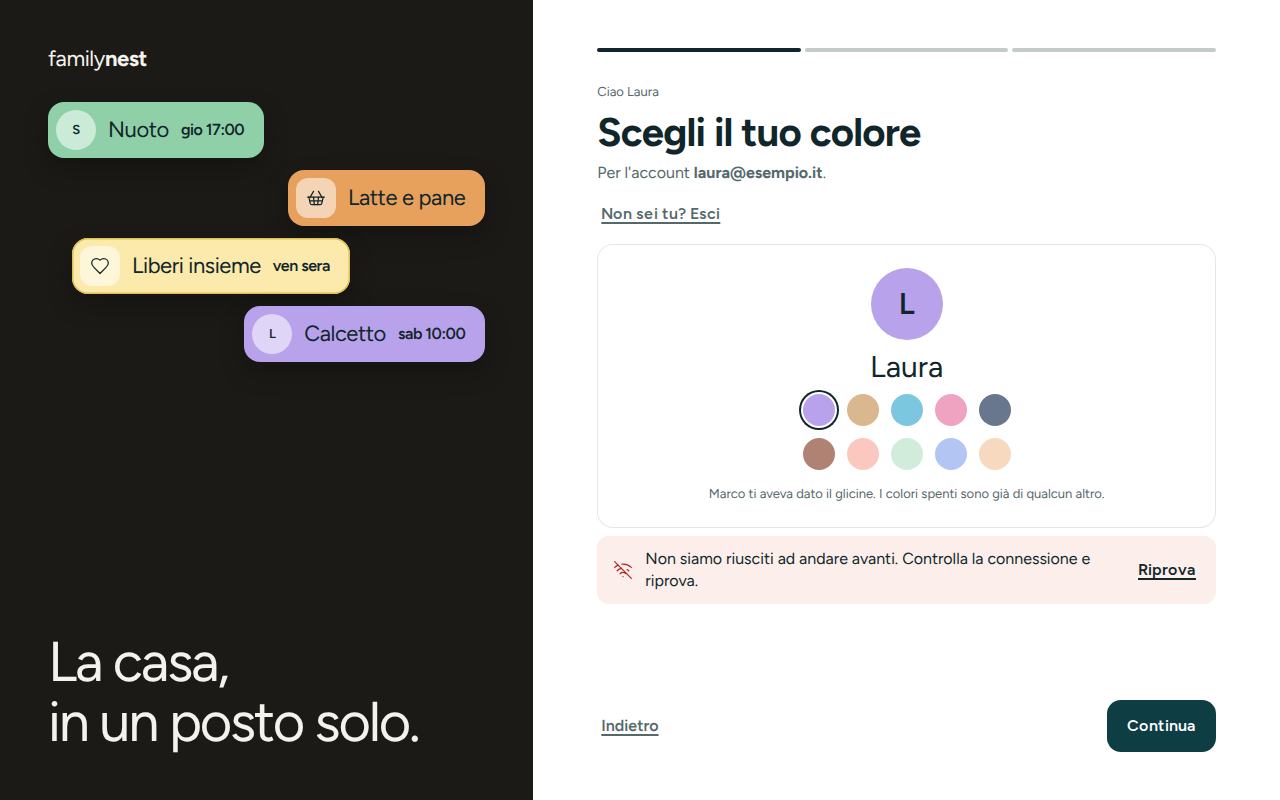 familynest
S Nuoto gio 17:00
Latte e pane
Liberi insieme ven sera
L Calcetto sab 10:00
La casa,
in un posto solo.
Ciao Laura
Scegli il tuo colore
Per l'account laura@esempio.it.
Non sei tu? Esci
L
Laura
Marco ti aveva dato il glicine. I colori spenti sono già di qualcun altro.
Non siamo riusciti ad andare avanti. Controlla la connessione e
riprova.
Riprova
Indietro
Continua